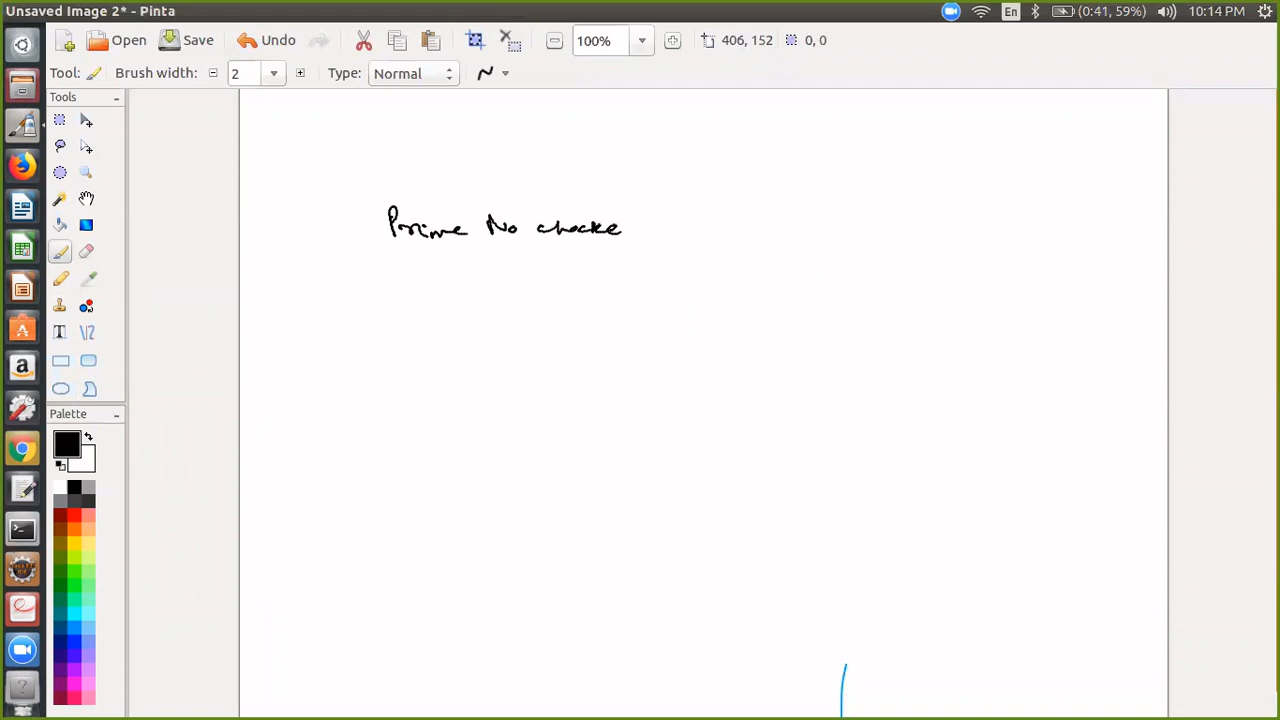 Unsaved Image 2* - Pinta
En
(0:41, 59%)
10:14 PM
Open
Save
Undo
100%
406, 152
0, 0
Tool:
Brush width:
2
Type:
Normal
Tools
Prime No checke
Palette